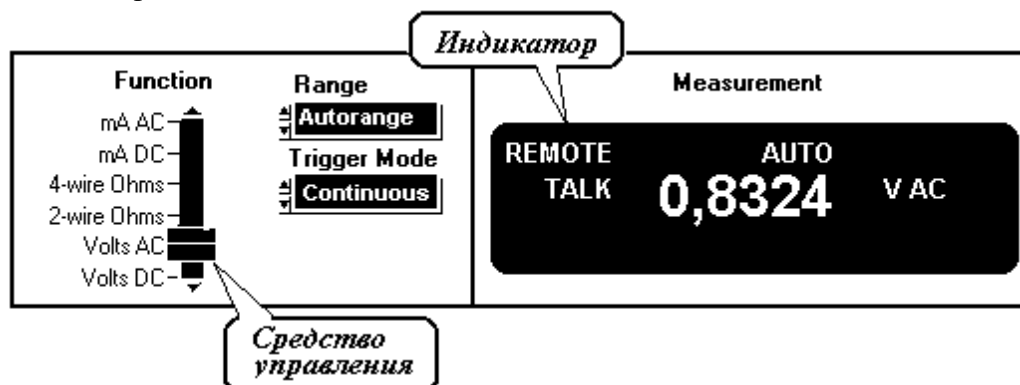 Индикатор
Function
mA AC
mA DC
4-wire Ohms
2-wire Ohms
Volts AC
Volts DC
Range
Autorange
Trigger Mode
Continuous
Measurement
REMOTE AUTO
TALK 0,8324 V AC
Средство
управления